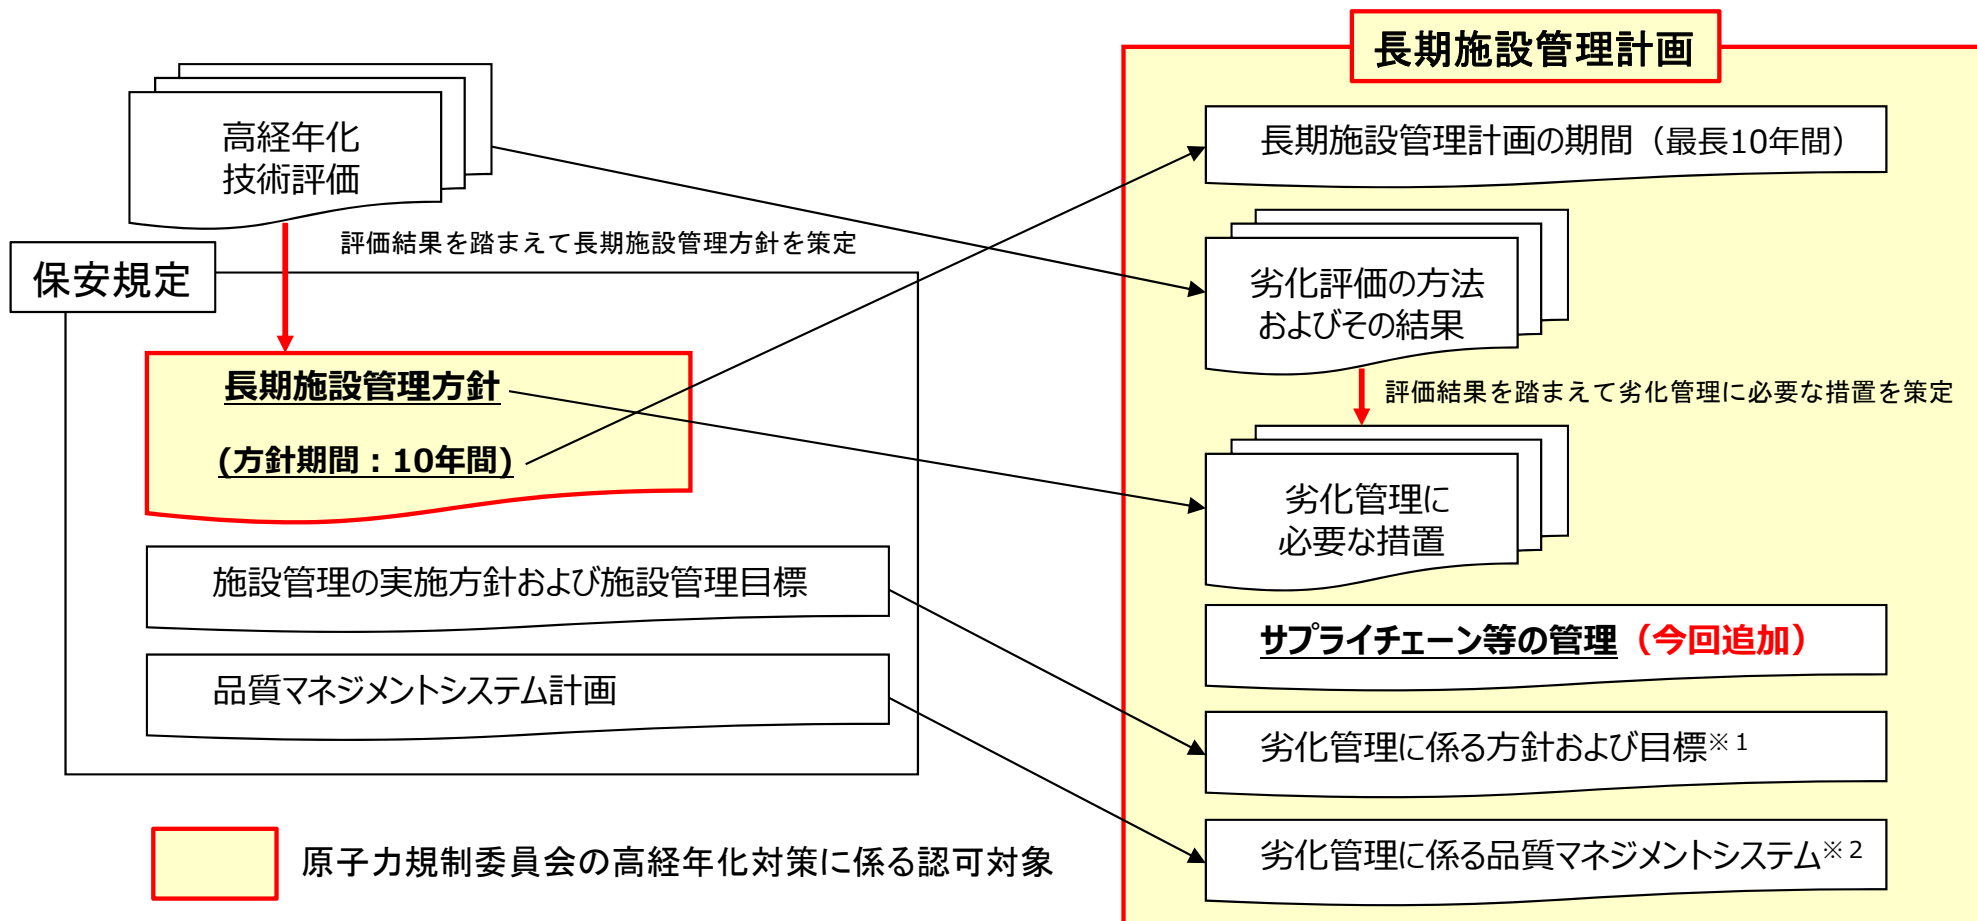 高経年化
技術評価
評価結果を踏まえて長期施設管理方針を策定
保安規定
長期施設管理方針
(方針期間：10年間)
施設管理の実施方針および施設管理目標
品質マネジメントシステム計画
原子力規制委員会の高経年化対策に係る認可対象
長期施設管理計画
長期施設管理計画の期間（最長10年間）
劣化評価の方法
およびその結果
評価結果を踏まえて劣化管理に必要な措置を策定
劣化管理に
必要な措置
サプライチェーン等の管理（今回追加）
劣化管理に係る方針および目標※1
劣化管理に係る品質マネジメントシステム※2